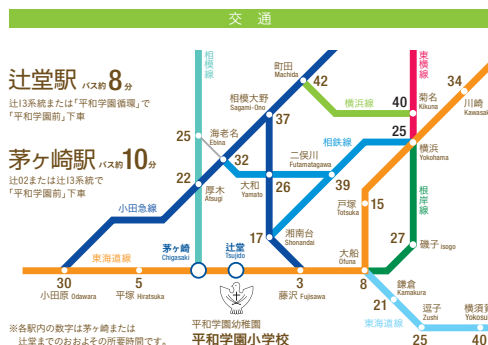 交 通
辻堂駅 バス約8分
辻13系統または「平和学園循環」で
「平和学園前」下車
茅ヶ崎駅 バス約10分
辻02または辻13系統で
「平和学園前」下車
相模線
町田
Machida
42
東横線
34
川崎
Kawasak
相模大野
Sagami-Ono
37
横浜線
40
菊名
Kikuna
25
海老名
Ebina
32
相鉄線
25
横浜
Yokohama
二俣川
Futamatagawa
39
22
厚木
Atsugi
大和
Yamato
26
戸塚
Totsuka
15
根岸線
小田急線
17
湘南台
Shonandai
27
磯子 Isogo
茅ヶ崎
Chigasaki
辻堂
Tsujido
大船
Ofuna
東海道線
30
小田原 Odawara
5
平塚 Hiratsuka
3
藤沢 Fujisawa
8
鎌倉
Kamakura
21
逗子
Zushi
25
横須賀
Yokosu
40
東海道線
平和学園幼稚園
平和学園小学校
※各駅内の数字は茅ヶ崎または
辻堂までのおおよその所要時間です。